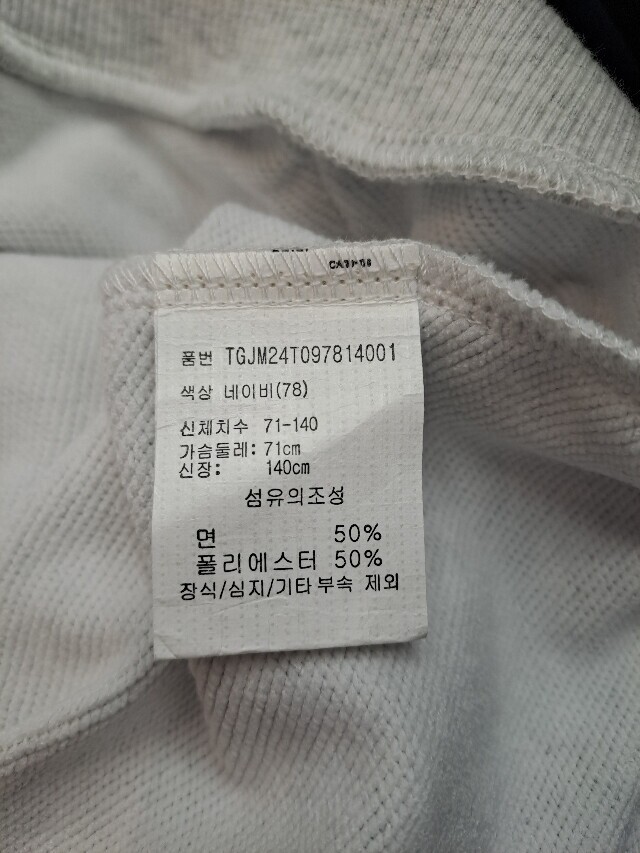 품번 TGJM24T097814001
색상 네이비(78)
신체치수 71-140
가슴둘레: 71cm
신장: 140cm
섬유의조성
면 50%
폴리에스터 50%
장식/심지/기타부속 제외